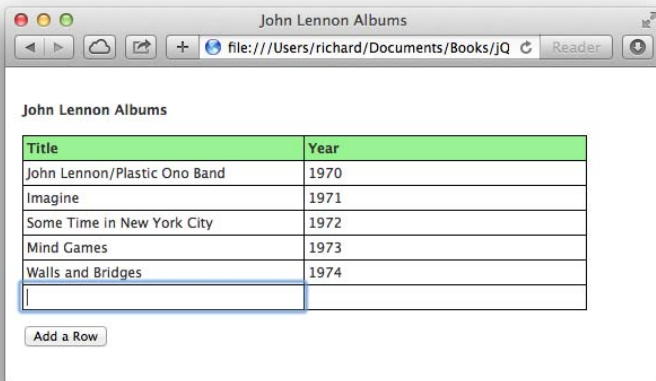 John Lennon Albums
file:///Users/richard/Documents/Books/jQ Reader
John Lennon Albums
Title Year
John Lennon/Plastic Ono Band 1970
Imagine 1971
Some Time in New York City 1972
Mind Games 1973
Walls and Bridges 1974
Add a Row